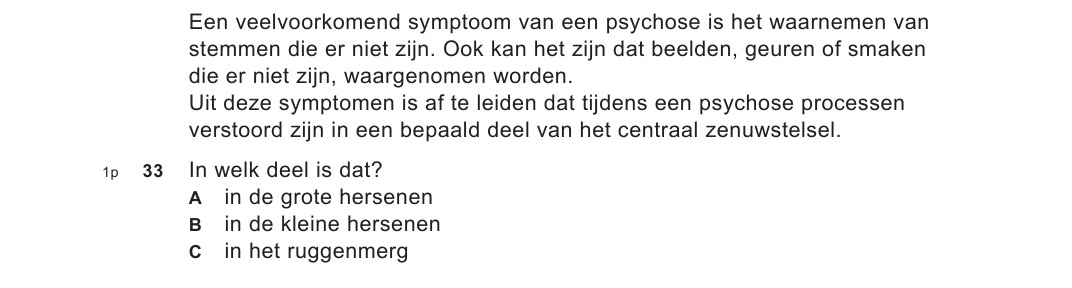 Een veelvoorkomend symptoom van een psychose is het waarnemen van
stemmen die er niet zijn. Ook kan het zijn dat beelden, geuren of smaken
die er niet zijn, waargenomen worden.
Uit deze symptomen is af te leiden dat tijdens een psychose processen
verstoord zijn in een bepaald deel van het centraal zenuwstelsel.
1p 33 In welk deel is dat?
A in de grote hersenen
B in de kleine hersenen
C in het ruggenmerg